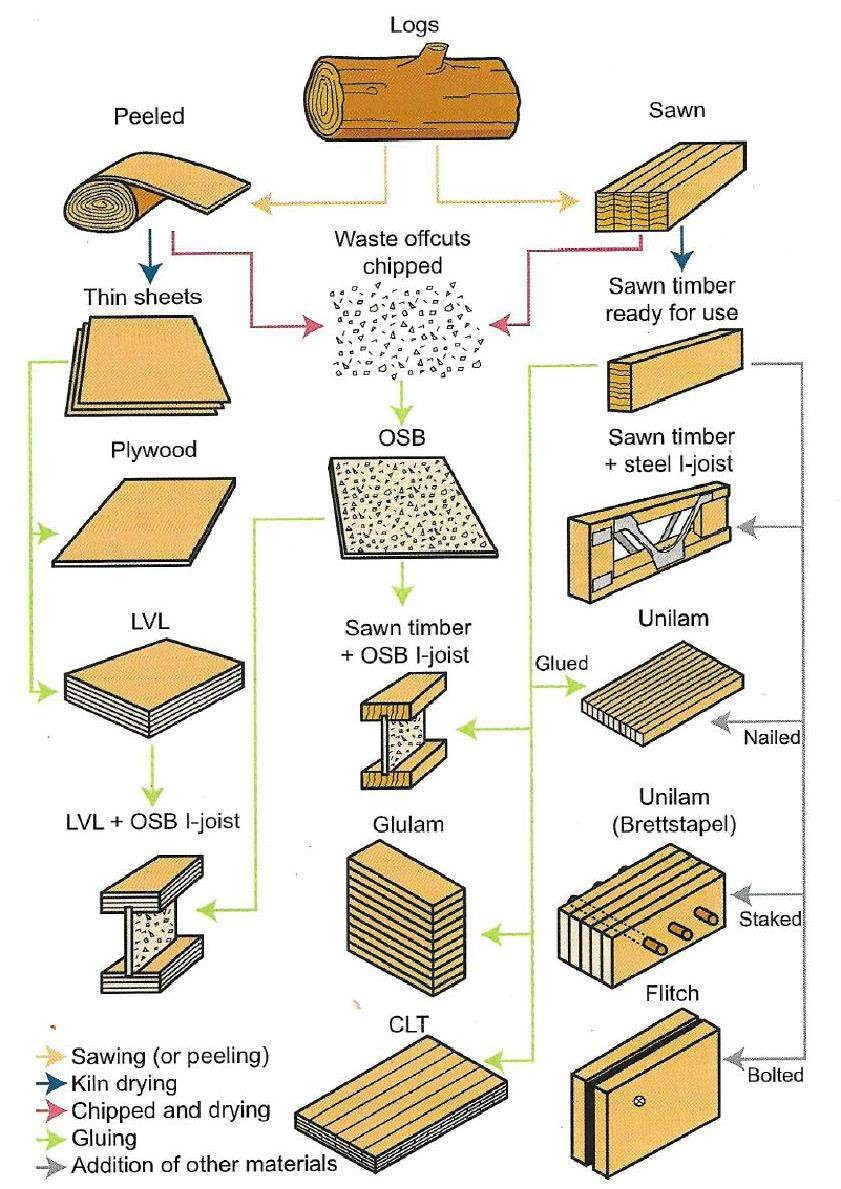 Logs
Peeled
Sawn
Waste offcuts
chipped
Thin sheets
Sawn timber
ready for use
Plywood
OSB
Sawn timber
+ steel I-joist
LVL
Sawn timber
+ OSB I-joist
Glued
Unilam
Nailed
LVL + OSB I-joist
Glulam
Unilam
(Brettstapel)
Staked
Flitch
CLT
Bolted
Sawing (or peeling)
Kiln drying
Chipped and drying
Gluing
Addition of other materials